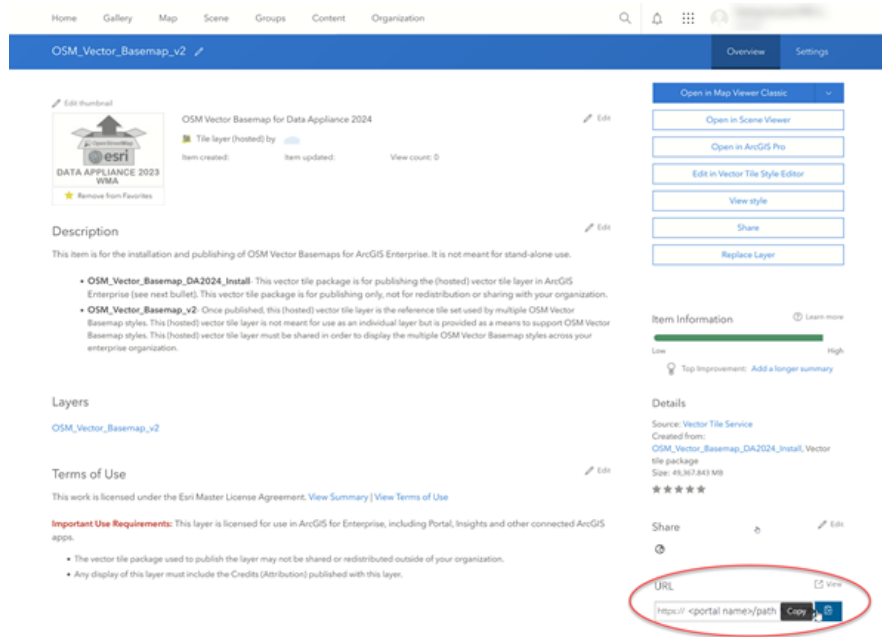 Home Gallery Map Scene Groups Content Organization
OSM_Vector_Basemap_v2
Overview Settings
Edit thumbnail
OpenStreetMap
esri
DATA APPLIANCE 2023
WMA
Remove from Favorites
OSM Vector Basemap for Data Appliance 2024
Edit
Tile layer (hosted) by
Item created: Item updated: View count: 0
Description
Edit
This item is for the installation and publishing of OSM Vector Basemaps for ArcGIS Enterprise. It is not meant for stand-alone use.
• OSM_Vector_Basemap_DA2024_Install- This vector tile package is for publishing the (hosted) vector tile layer in ArcGIS
Enterprise (see next bullet). This vector tile package is for publishing only, not for redistribution or sharing with your organization.
• OSM_Vector_Basemap_v2- Once published, this (hosted) vector tile layer is the reference tile set used by multiple OSM Vector
Basemap styles. This (hosted) vector tile layer is not meant for use as an individual layer but is provided as a means to support OSM Vector
Basemap styles. This (hosted) vector tile layer must be shared in order to display the multiple OSM Vector Basemap styles across your
enterprise organization.
Layers
OSM_Vector_Basemap_v2
Terms of Use
Edit
This work is licensed under the Esri Master License Agreement. View Summary | View Terms of Use
Important Use Requirements: This layer is licensed for use in ArcGIS for Enterprise, including Portal, Insights and other connected ArcGIS
apps.
• The vector tile package used to publish the layer may not be shared or redistributed outside of your organization.
• Any display of this layer must include the Credits (Attribution) published with this layer.
Open in Map Viewer Classic
Open in Scene Viewer
Open in ArcGIS Pro
Edit in Vector Tile Style Editor
View style
Share
Replace Layer
Item Information
Learn more
Low High
Top Improvement: Add a longer summary
Details
Source: Vector Tile Service
Created from:
OSM_Vector_Basemap_DA2024_Install, Vector
tile package
Size: 49,367.843 MB
Share
Edit
URL
View
https:// <portal name>/path
Copy